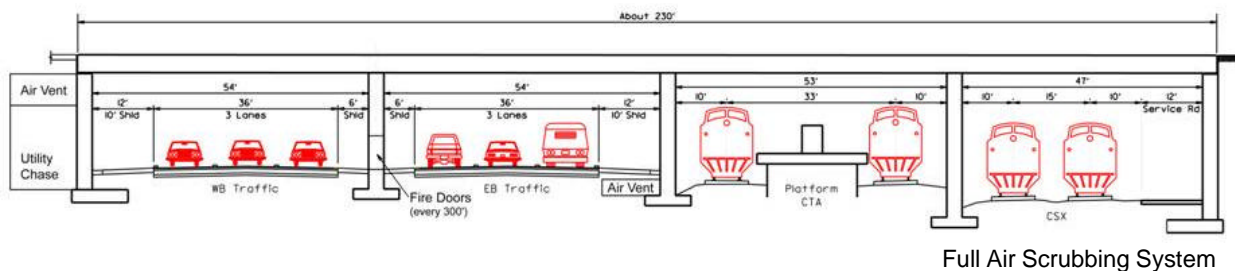 About 230'
Air Vent
54'
54'
53'
47'
12'
36'
6'
6'
36'
12'
10'
33'
10'
10'
15'
10'
12'
10' Shld
3 Lanes
Shld
Shld
3 Lanes
10' Shld
Service Rd
Utility
Chase
WB Traffic
EB Traffic
Air Vent
Platform
CTA
CSX
Fire Doors
(every 300')
Full Air Scrubbing System